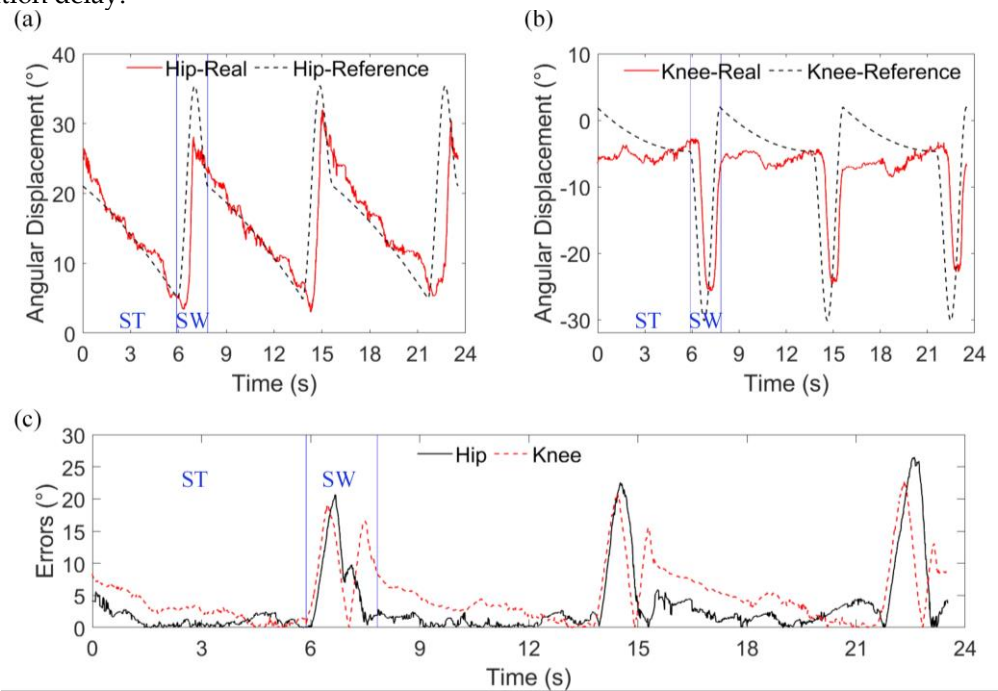 tion delay.
(a)
Hip-Real Hip-Reference
Angular Displacement (°)
40
30
20
10
0
ST SW
0 3 6 9 12 15 18 21 24
Time (s)
(b)
Knee-Real Knee-Reference
Angular Displacement (°)
10
0
-10
-20
-30
ST SW
0 3 6 9 12 15 18 21 24
Time (s)
(c)
Hip Knee
Errors (°)
30
25
20
15
10
5
0
ST SW
0 3 6 9 12 15 18 21 24
Time (s)